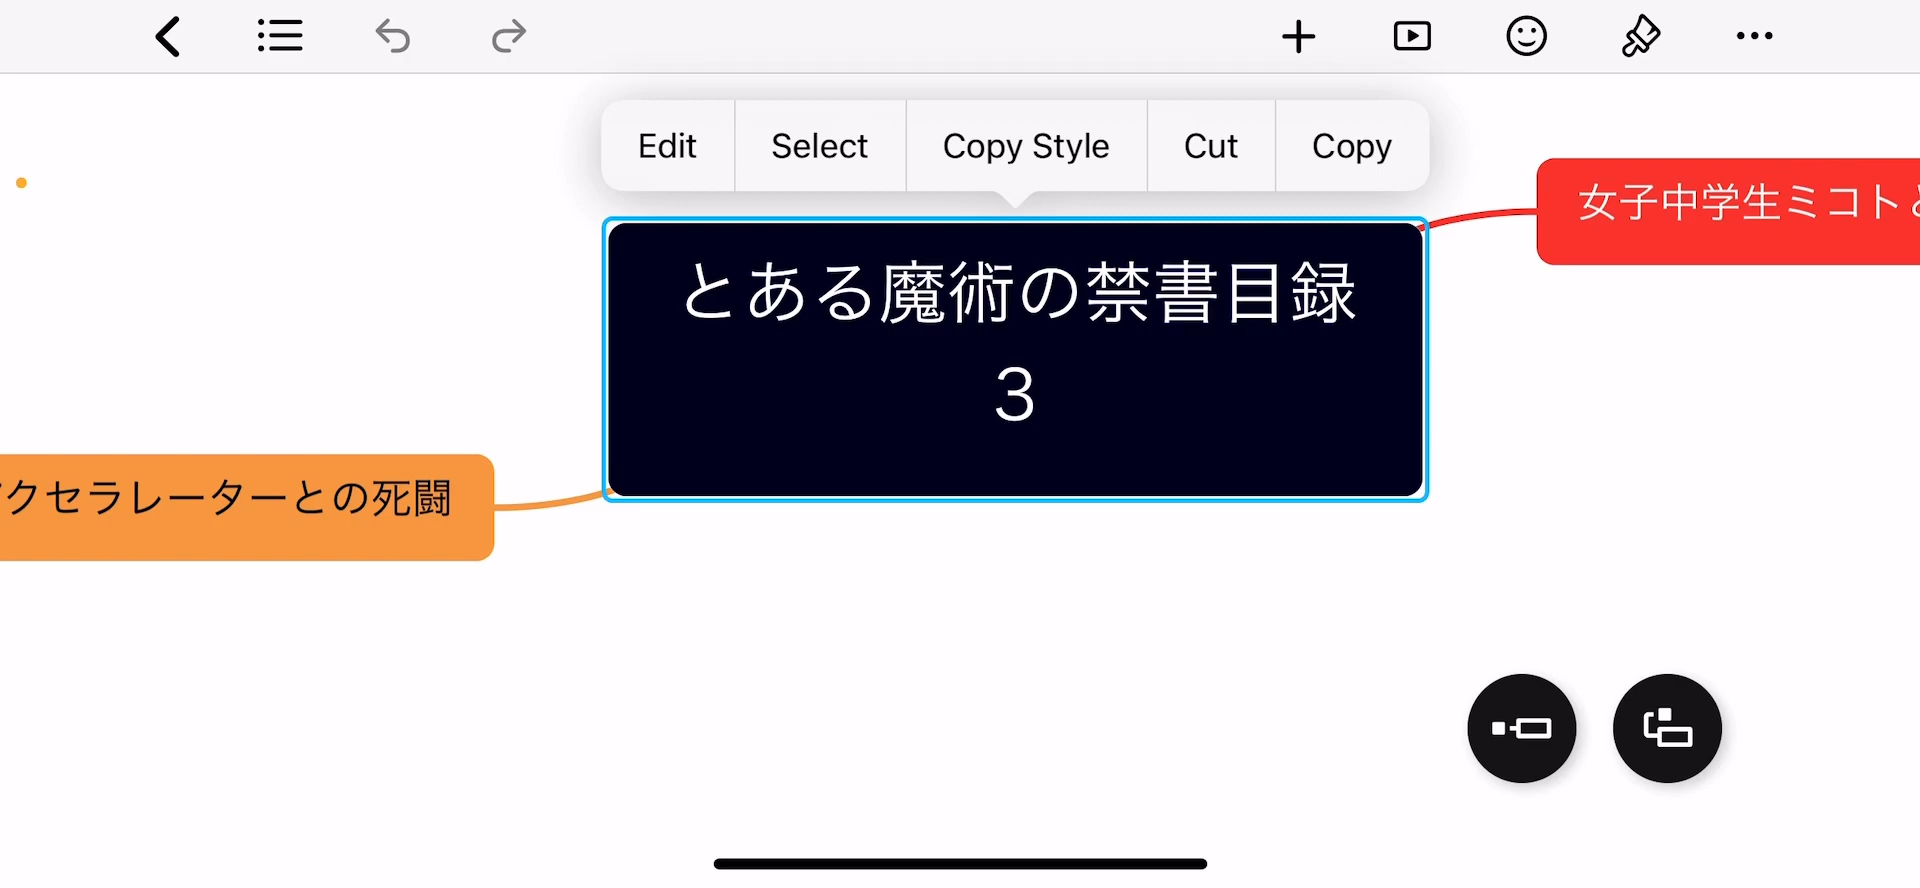 Edit Select Copy Style Cut Copy
女子中学生ミコト
とある魔術の禁書目録
3
クセラレーターとの死闘